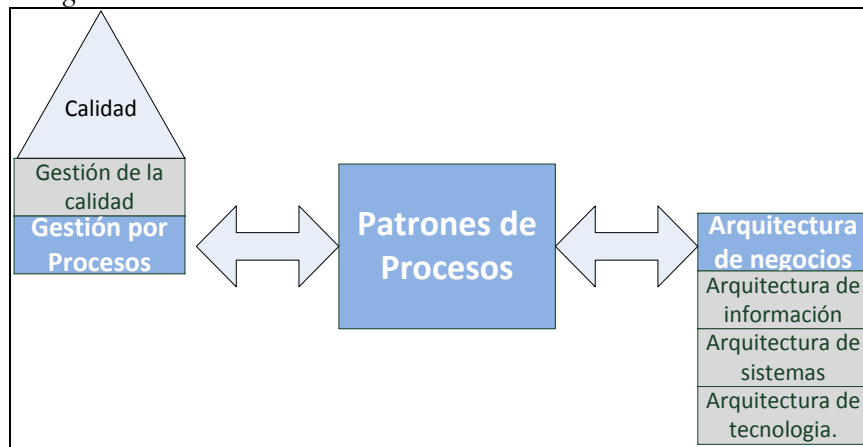 Calidad
Gestión de la
calidad
Gestión por
Procesos
Patrones de
Procesos
Arquitectura
de negocios
Arquitectura de
información
Arquitectura de
sistemas
Arquitectura de
tecnologia.